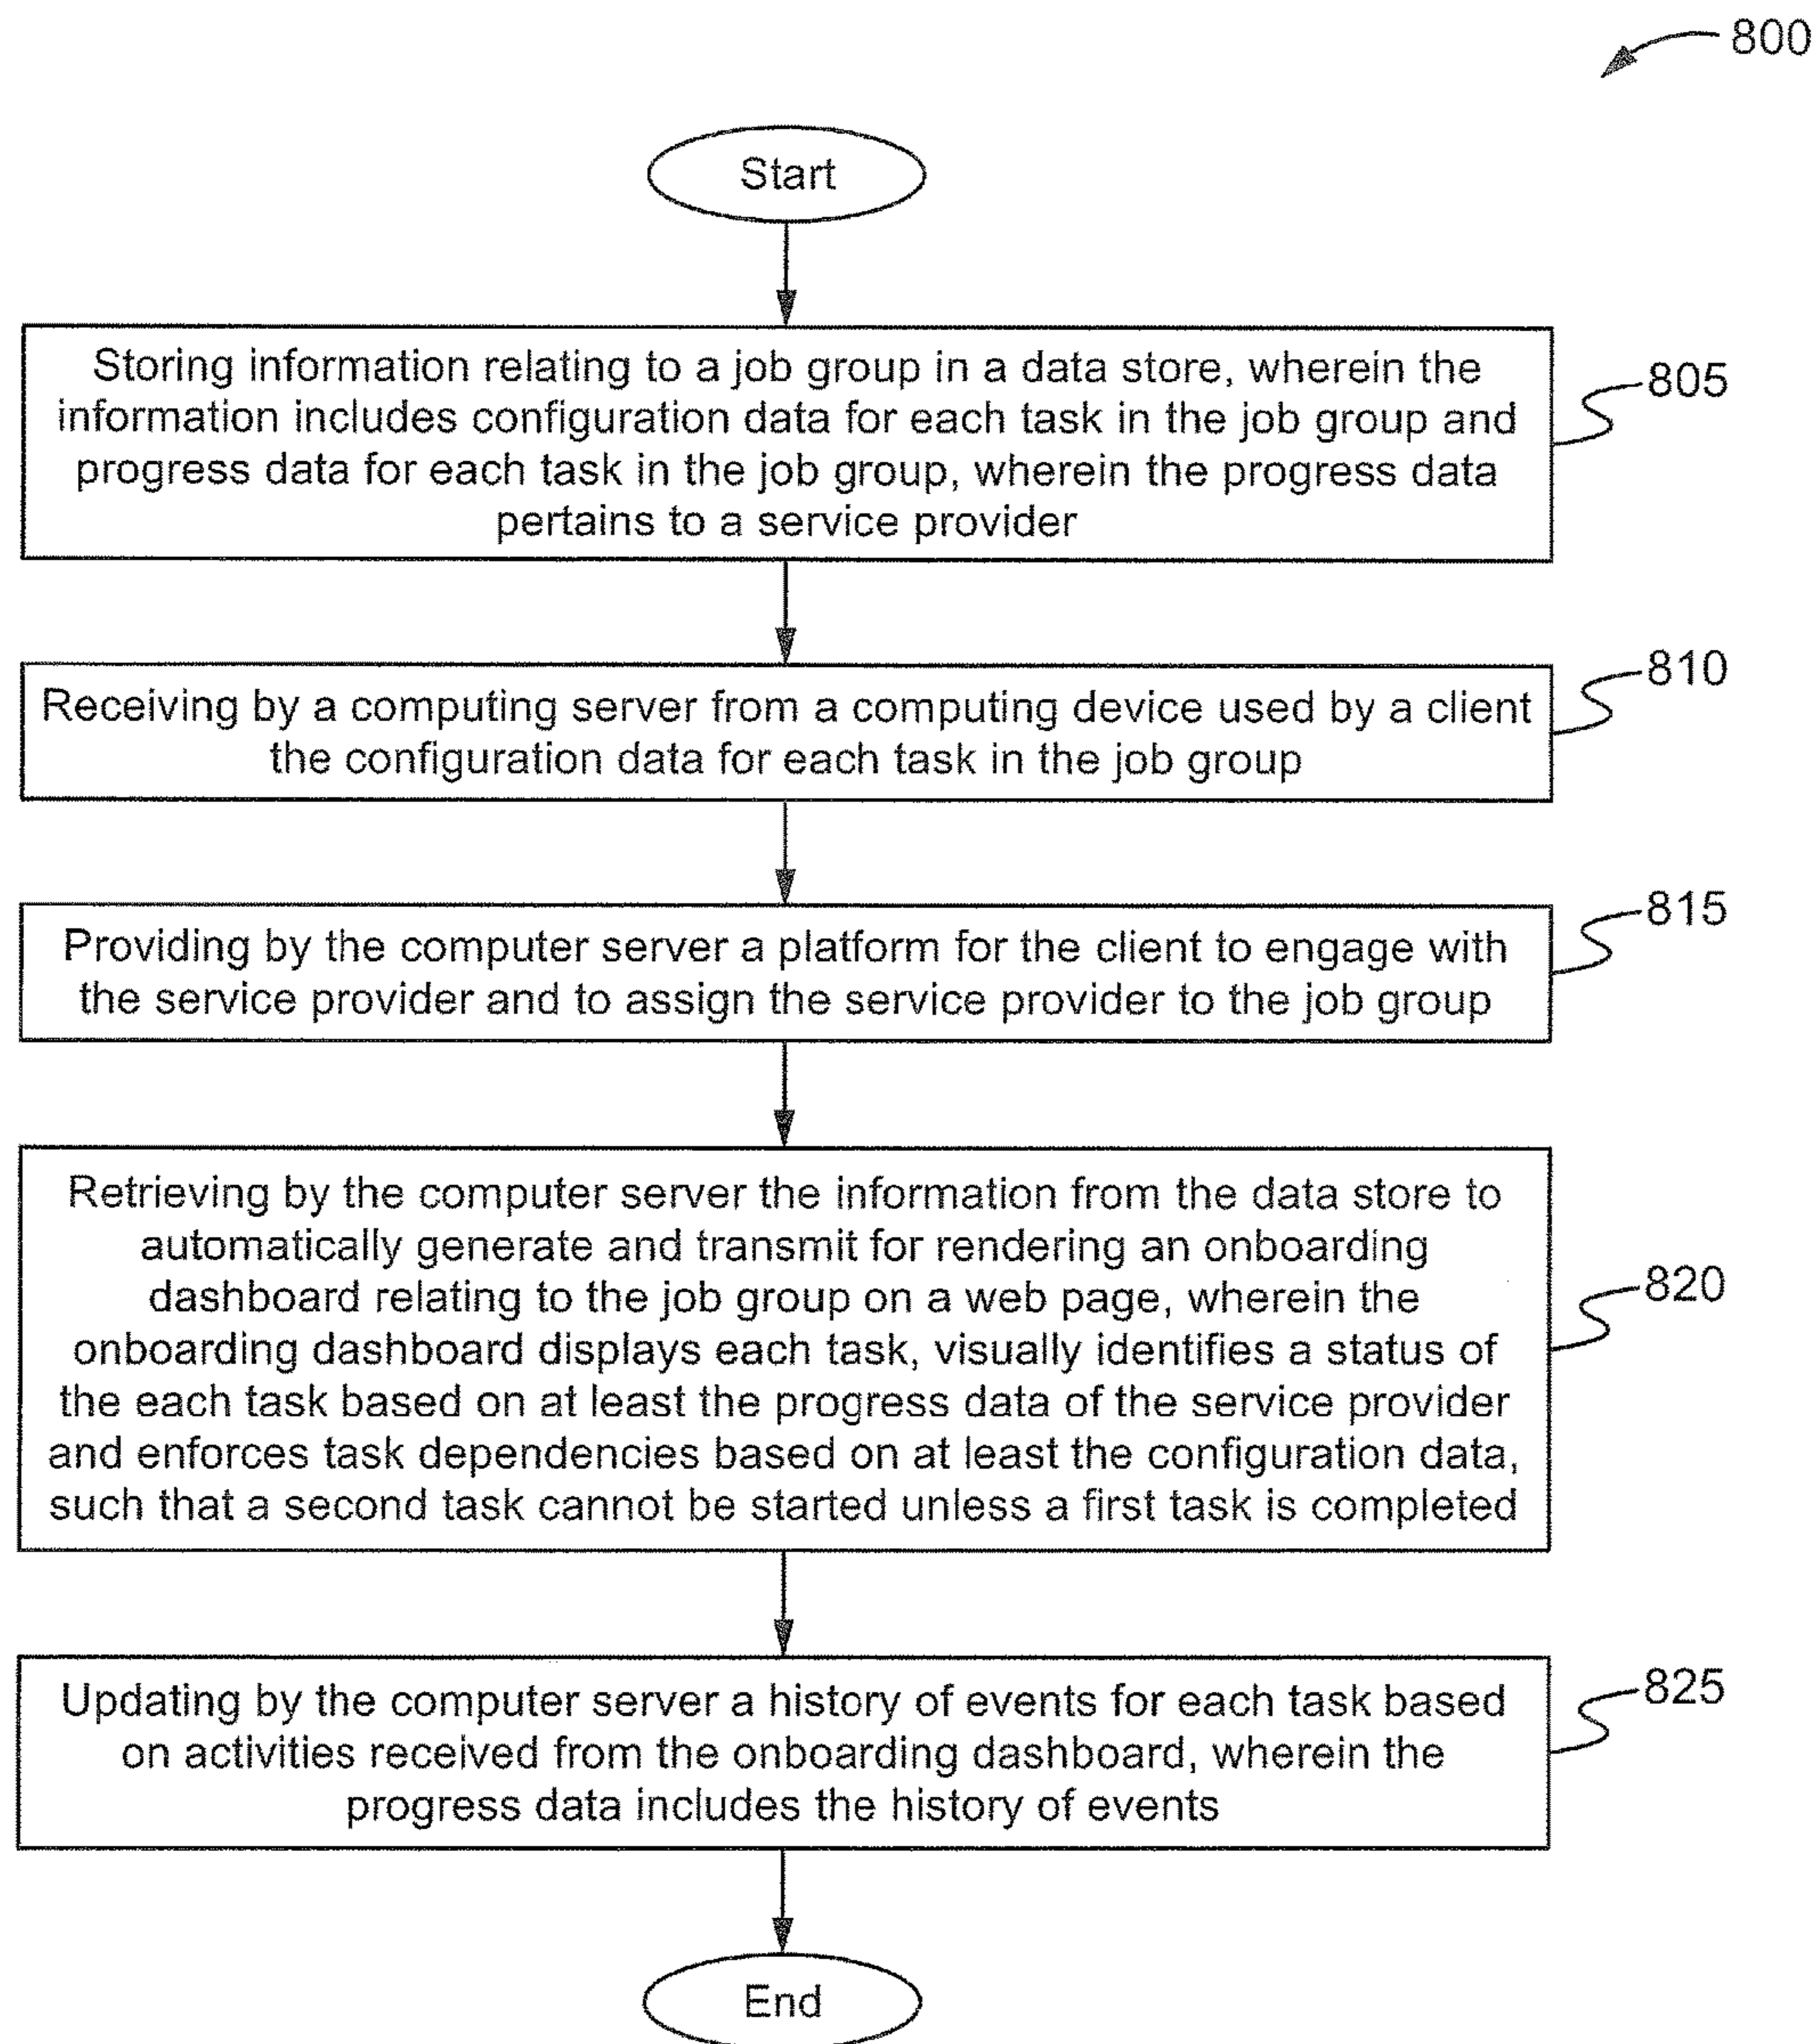 800
Start
Storing information relating to a job group in a data store, wherein the
information includes configuration data for each task in the job group and
progress data for each task in the job group, wherein the progress data
pertains to a service provider
805
Receiving by a computing server from a computing device used by a client
the configuration data for each task in the job group
810
Providing by the computer server a platform for the client to engage with
the service provider and to assign the service provider to the job group
815
Retrieving by the computer server the information from the data store to
automatically generate and transmit for rendering an onboarding
dashboard relating to the job group on a web page, wherein the
onboarding dashboard displays each task, visually identifies a status of
the each task based on at least the progress data of the service provider
and enforces task dependencies based on at least the configuration data,
such that a second task cannot be started unless a first task is completed
820
Updating by the computer server a history of events for each task based
on activities received from the onboarding dashboard, wherein the
progress data includes the history of events
825
End